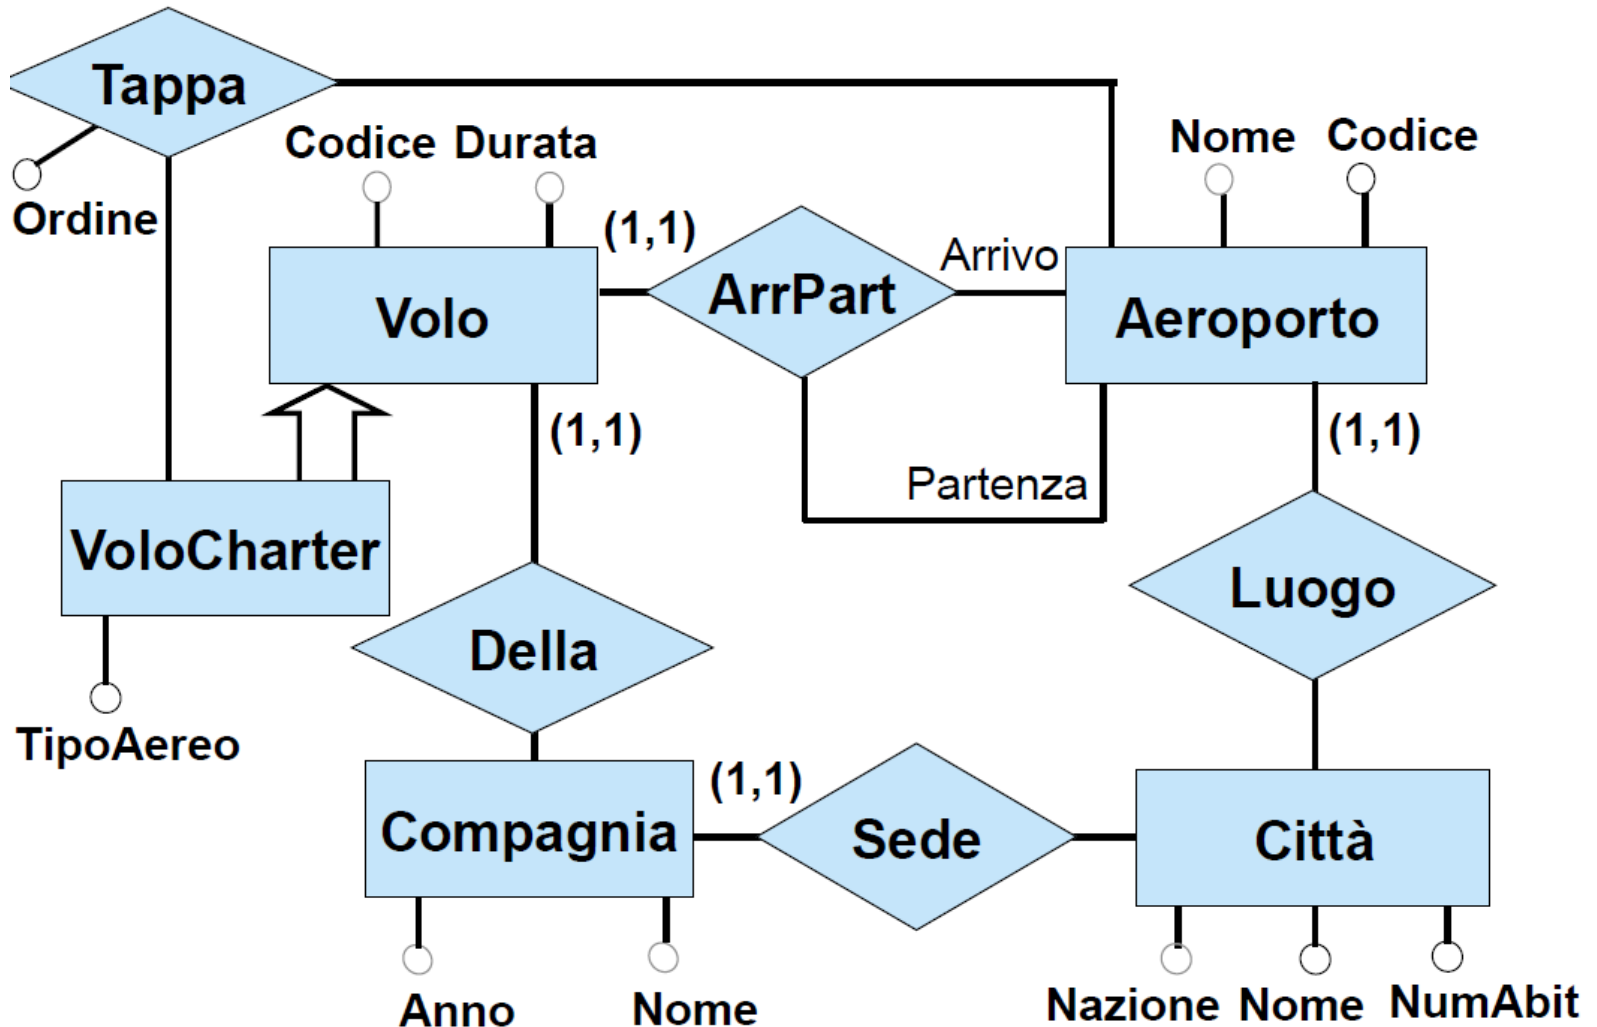 Tappa
Ordine
Codice Durata
Nome Codice
(1,1)
Arrivo
Volo
ArrPart
Aeroporto
(1,1)
(1,1)
Partenza
VoloCharter
Luogo
Della
TipoAereo
(1,1)
Compagnia
Sede
Città
Anno
Nome
Nazione Nome NumAbit